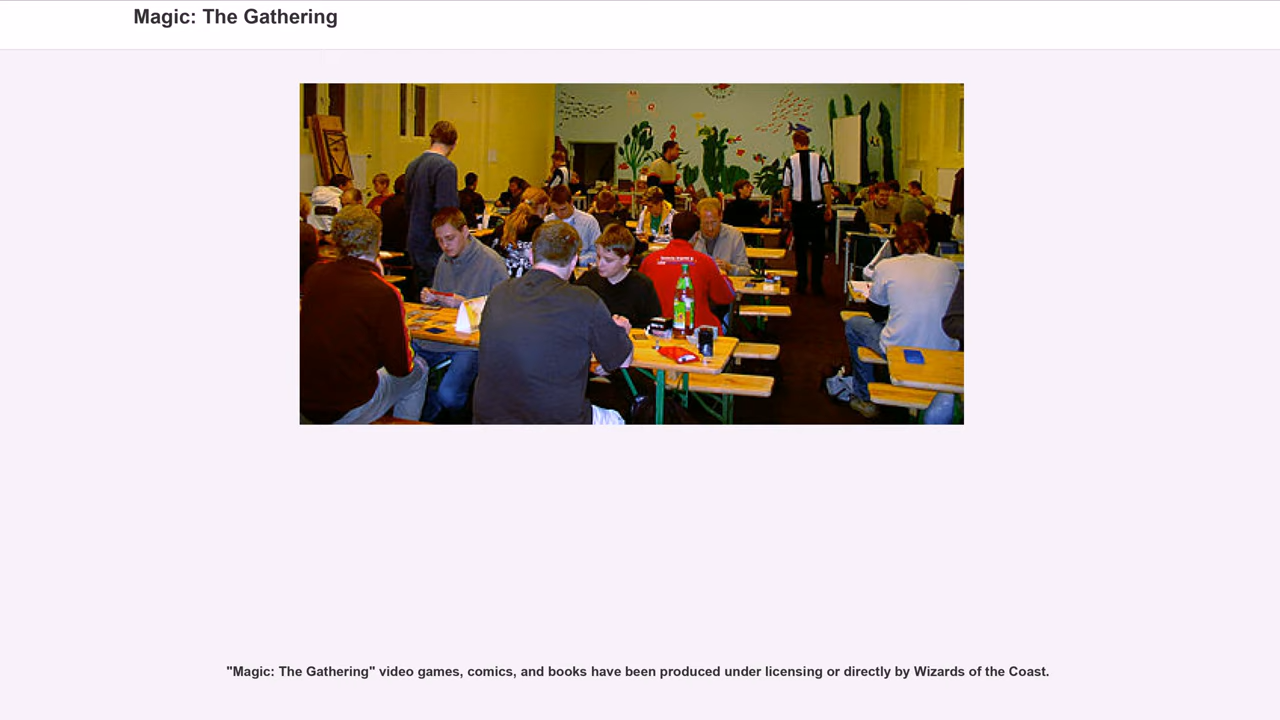 Magic: The Gathering
"Magic: The Gathering" video games, comics, and books have been produced under licensing or directly by Wizards of the Coast.